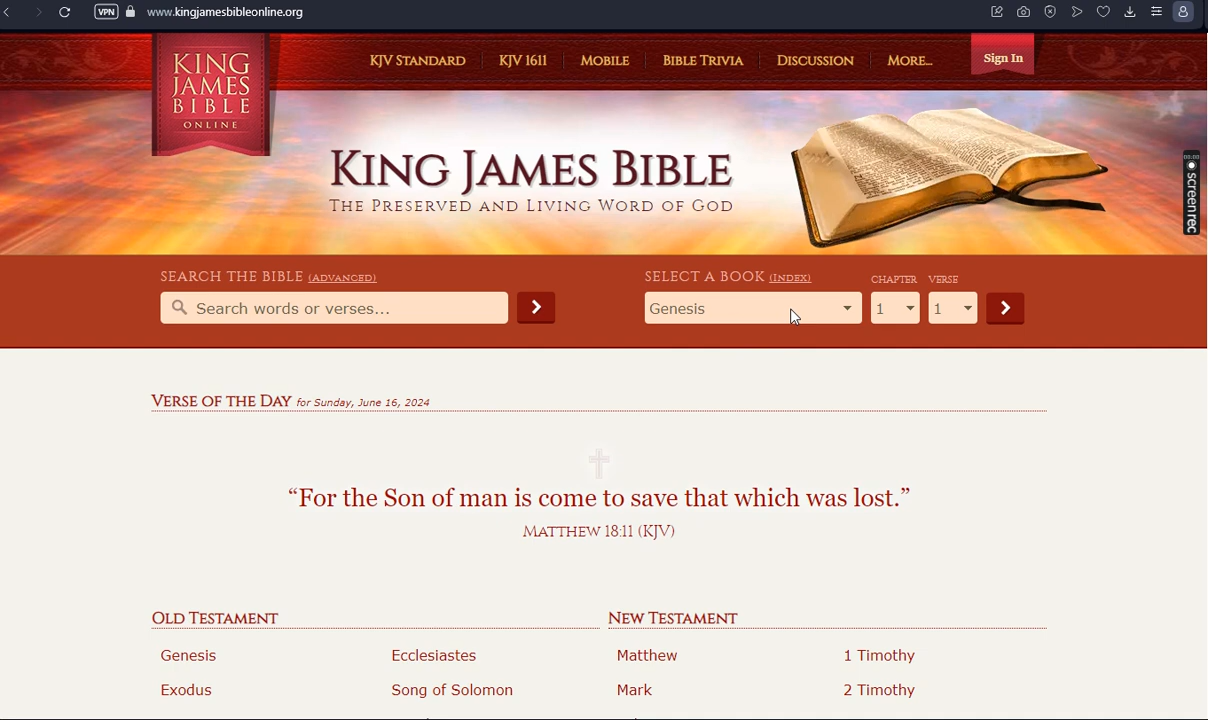 VPN www.kingjamesbibleonline.org
KING
JAMES
BIBLE
ONLINE
KJV STANDARD
KJV 1611
MOBILE
BIBLE TRIVIA
DISCUSSION
MORE...
Sign In
KING JAMES BIBLE
THE PRESERVED AND LIVING WORD OF GOD
00:00
screenrec
SEARCH THE BIBLE (ADVANCED)
Search words or verses...
SELECT A BOOK (INDEX) CHAPTER VERSE
Genesis 1 1
VERSE OF THE DAY for Sunday, June 16, 2024
“For the Son of man is come to save that which was lost.”
MATTHEW 18:11 (KJV)
OLD TESTAMENT
Genesis Ecclesiastes
Exodus Song of Solomon
NEW TESTAMENT
Matthew 1 Timothy
Mark 2 Timothy